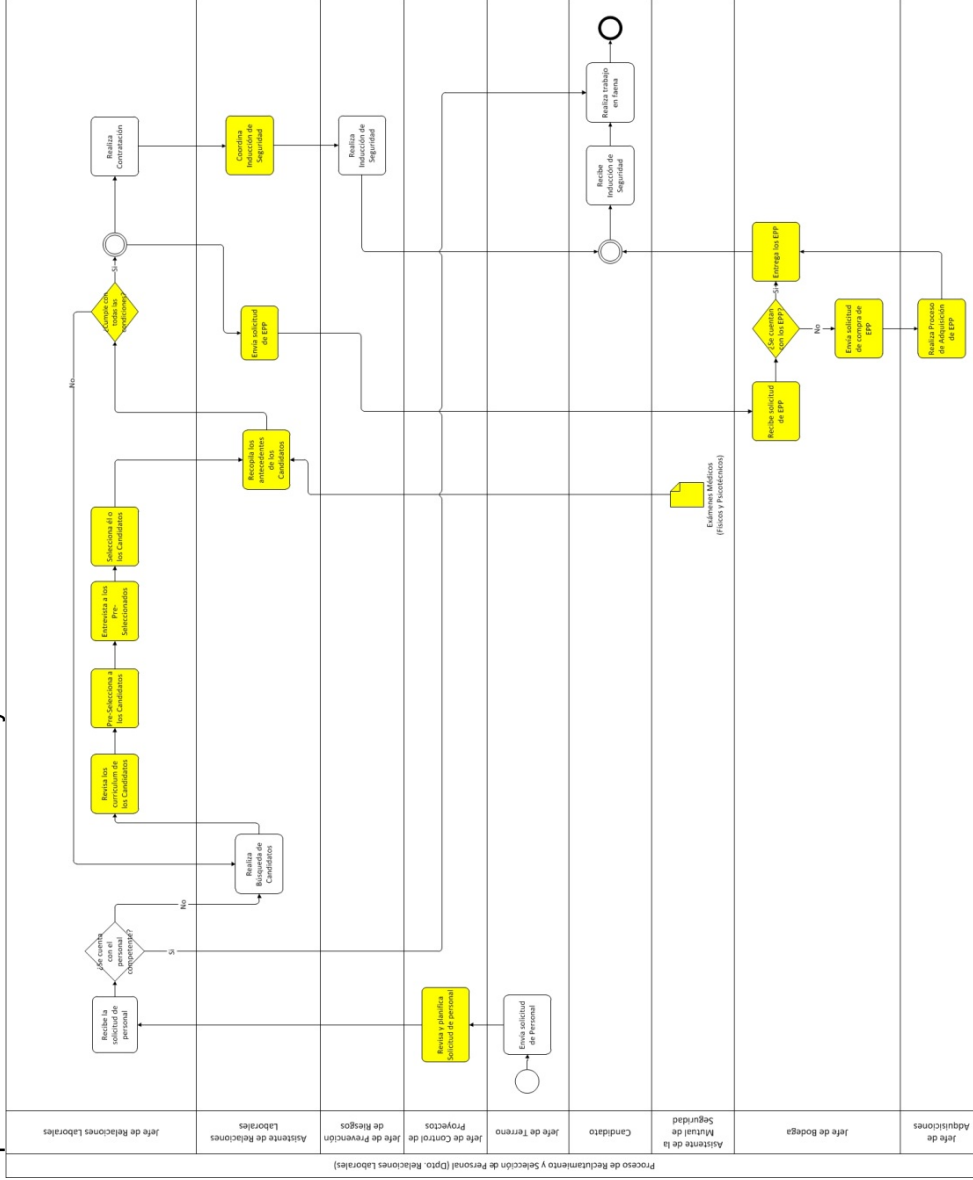 Proceso de Reclutamiento y Selección de Personal (Dpto. Relaciones Laborales)
Jefe de Relaciones Laborales
Asistente de Relaciones
Laborales
Jefe de Prevención
de Riesgos
Jefe de Control de
Proyectos
Jefe de Terreno
Candidato
Asistente de la
Mutual de
Seguridad
Jefe de Bodega
Jefe de
Adquisiciones
Envía solicitud
de Personal
Revisa y planifica
Solicitud de personal
Recibe la
solicitud de
personal
¿Se cuenta
con el
personal
competente?
No
Si
Realiza
Búsqueda de
Candidatos
Revisa los
curriculum de
los Candidatos
Pre-Selecciona a
los Candidatos
Entrevista a los
Pre-
Seleccionados
Selecciona él o
los Candidatos
Recopila los
antecedentes
de los
Candidatos
Exámenes Médicos
(Físicos y Psicotécnicos)
¿Cumple con
todas las
condiciones?
No
Si
Envía solicitud
de EPP
Realiza
Contratación
Coordina
Inducción de
Seguridad
Realiza
Inducción de
Seguridad
Recibe solicitud
de EPP
¿Se cuentan
con los EPP?
Si
No
Entrega los EPP
Envía solicitud
de compra de
EPP
Realiza Proceso
de Adquisición
de EPP
Recibe
Inducción de
Seguridad
Realiza trabajo
en faena